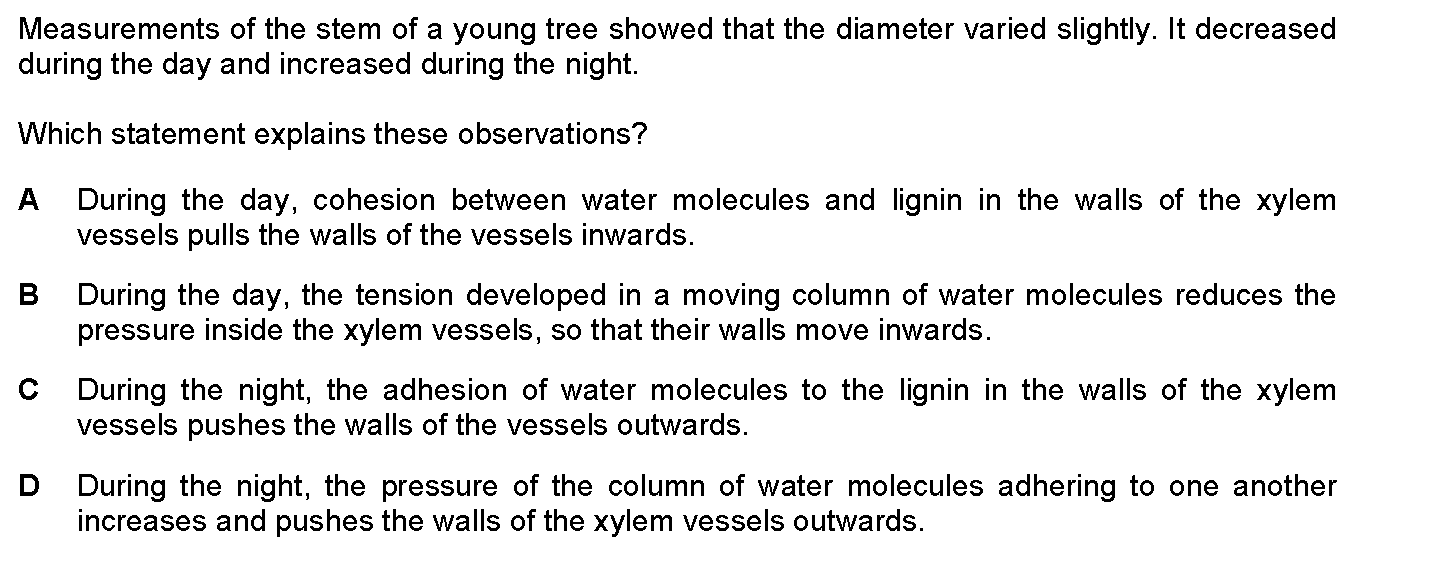 Measurements of the stem of a young tree showed that the diameter varied slightly. It decreased
during the day and increased during the night.
Which statement explains these observations?
A During the day, cohesion between water molecules and lignin in the walls of the xylem
vessels pulls the walls of the vessels inwards.
B During the day, the tension developed in a moving column of water molecules reduces the
pressure inside the xylem vessels, so that their walls move inwards.
C During the night, the adhesion of water molecules to the lignin in the walls of the xylem
vessels pushes the walls of the vessels outwards.
D During the night, the pressure of the column of water molecules adhering to one another
increases and pushes the walls of the xylem vessels outwards.